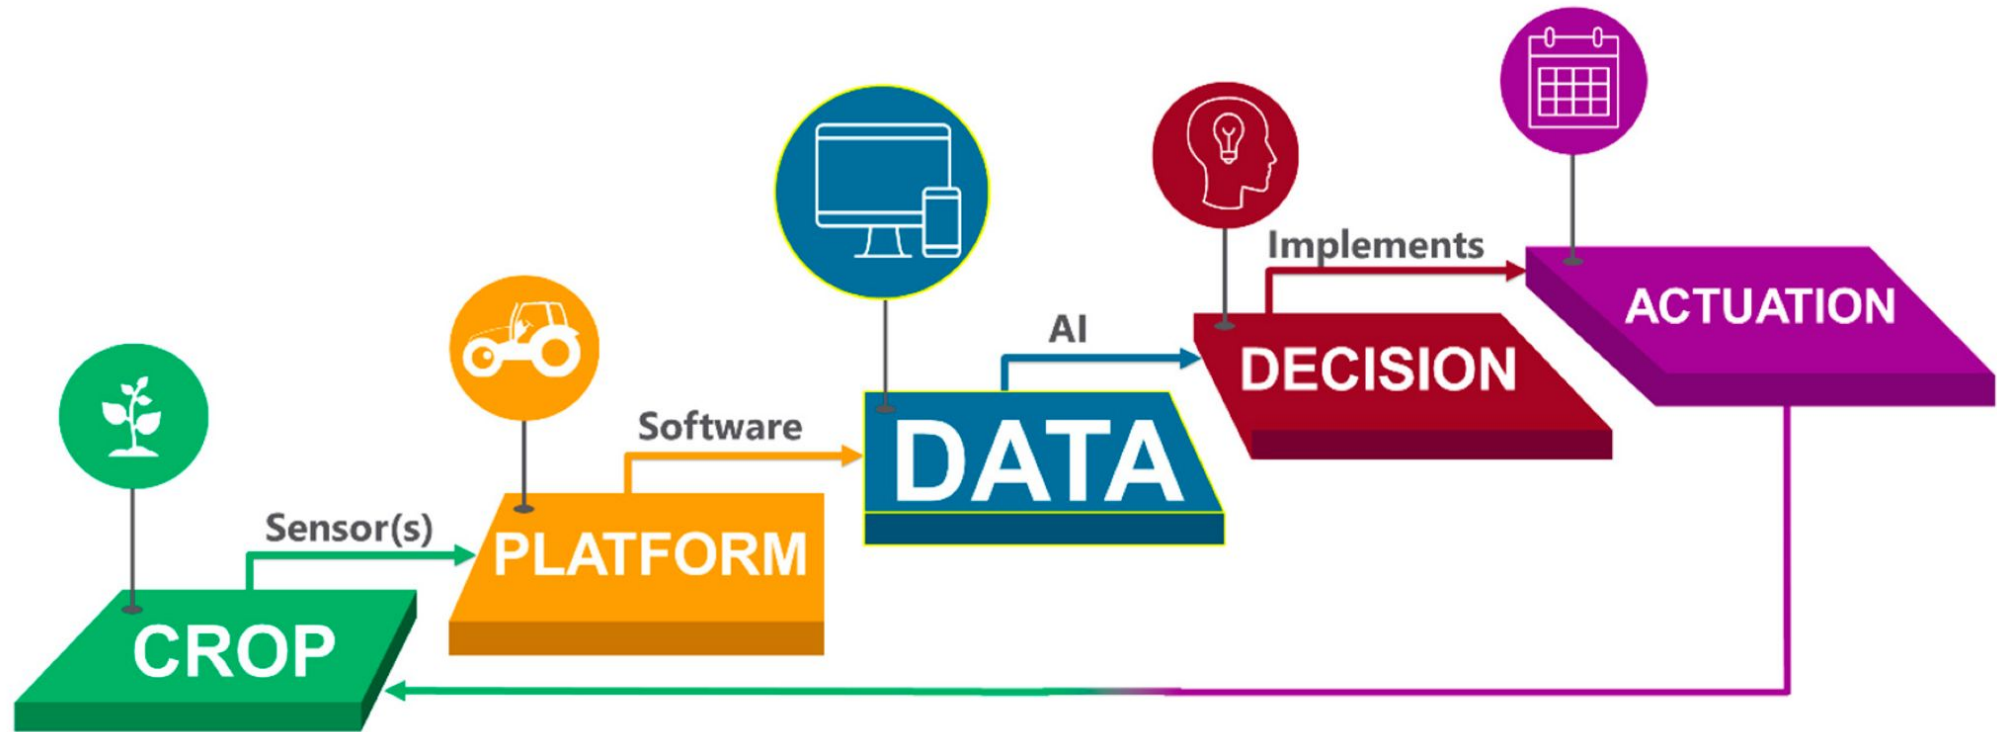 CROP
Sensor(s)
PLATFORM
Software
DATA
AI
DECISION
Implements
ACTUATION